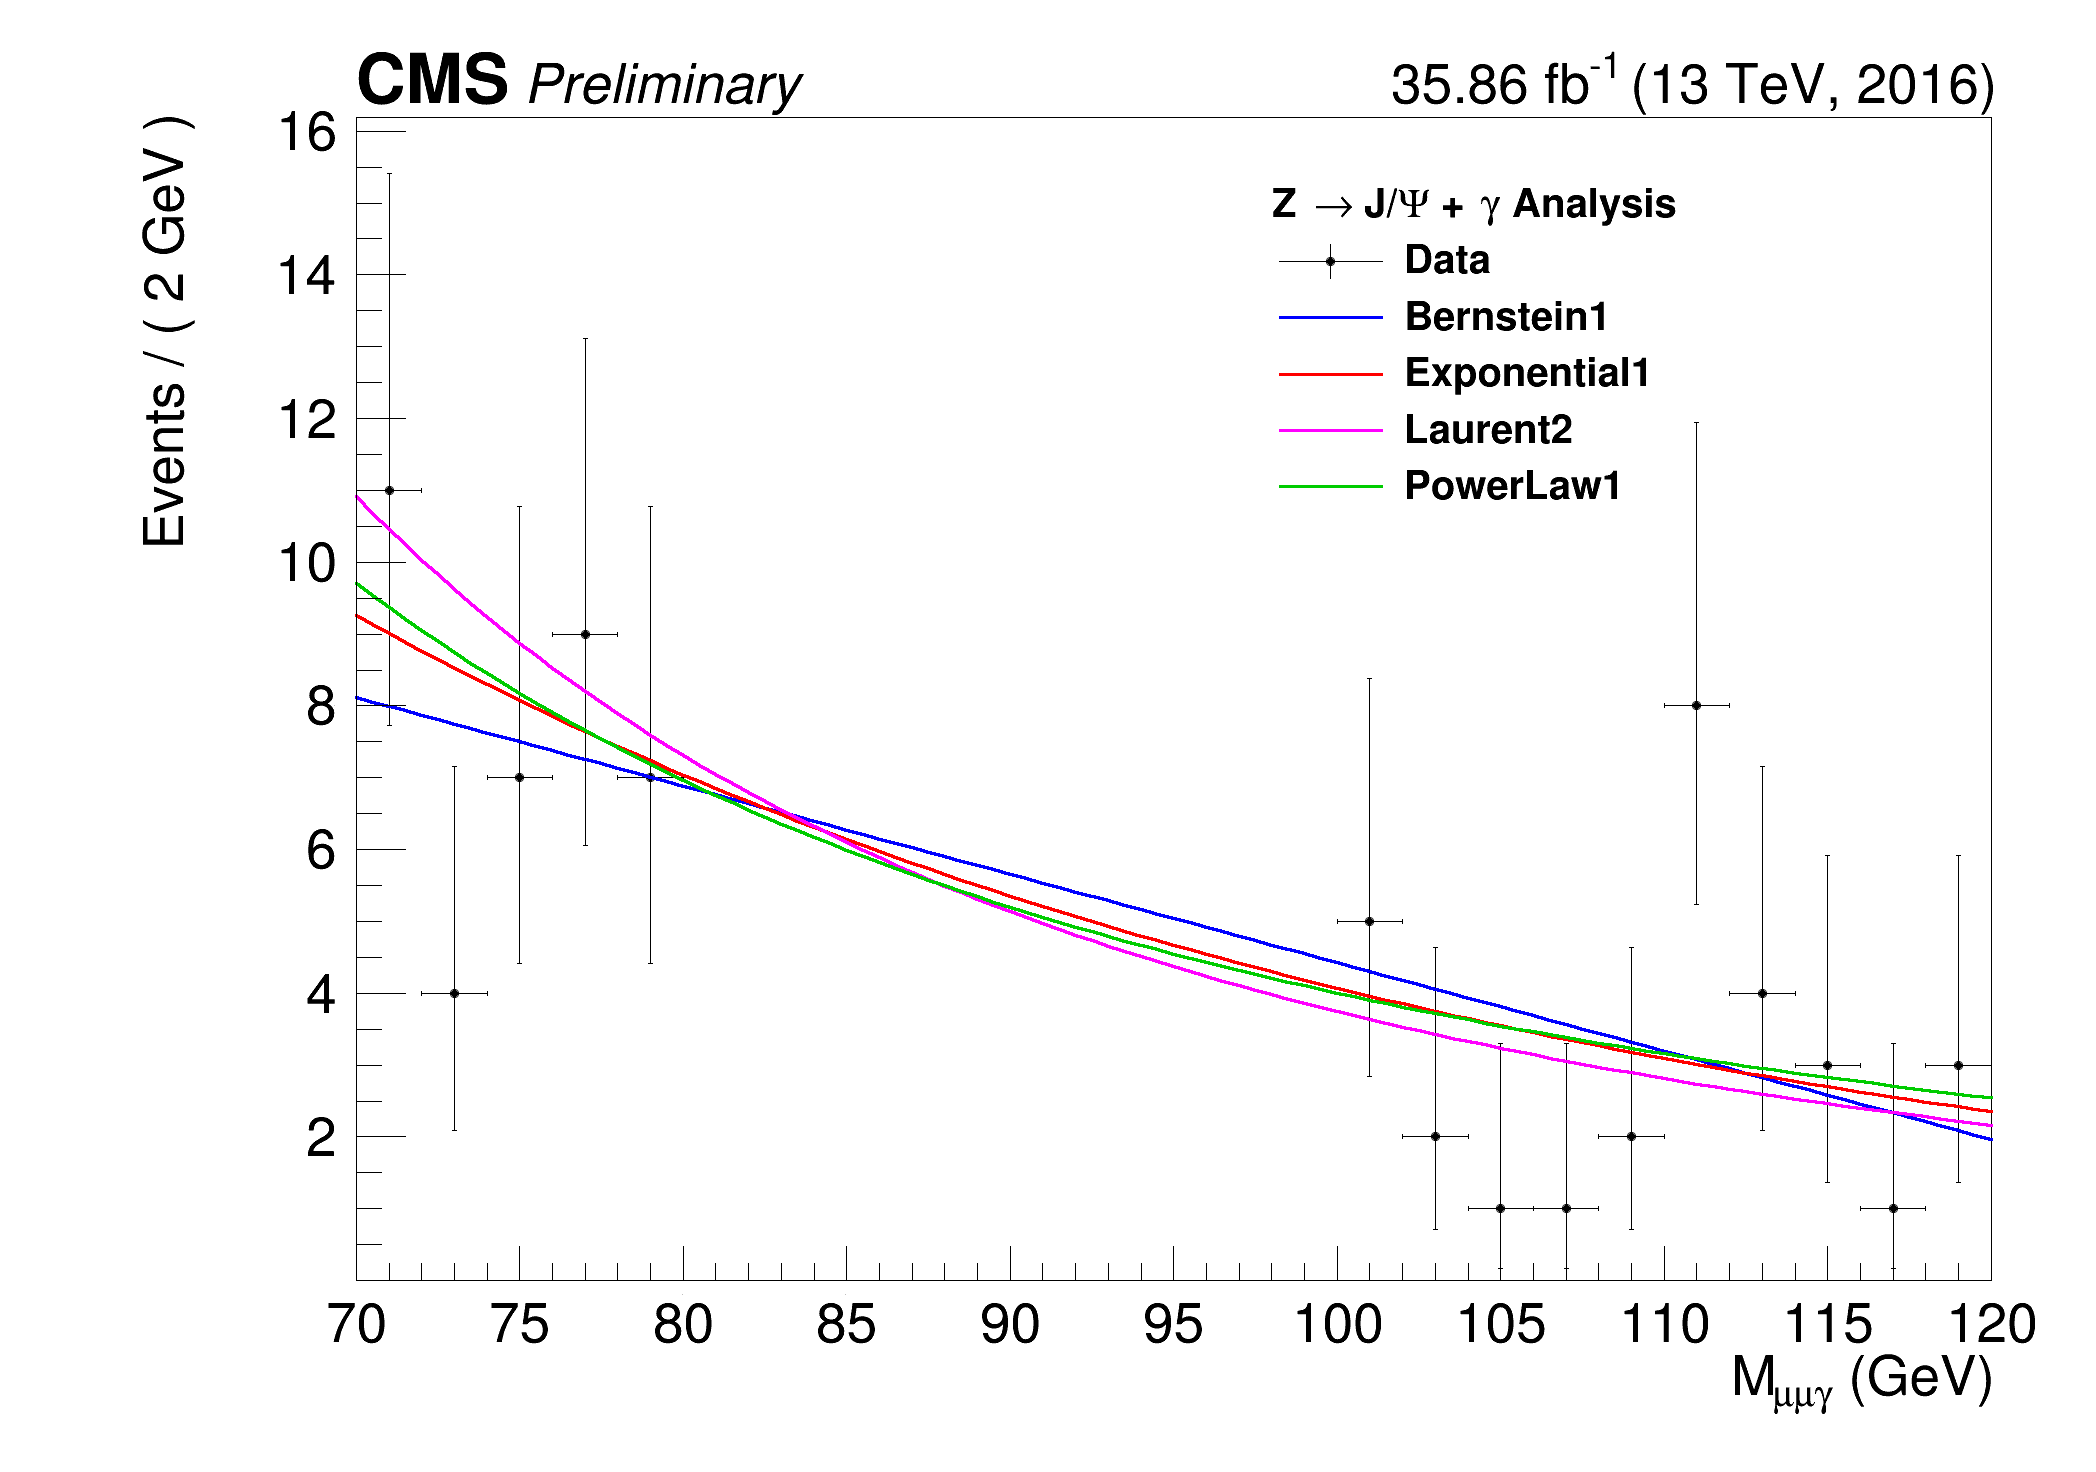 CMS Preliminary 35.86 fb⁻¹ (13 TeV, 2016)
Events / ( 2 GeV )
16
14
12
10
8
6
4
2
Z → J/Ψ + γ Analysis
Data
Bernstein1
Exponential1
Laurent2
PowerLaw1
70 75 80 85 90 95 100 105 110 115 120
Mμμγ (GeV)